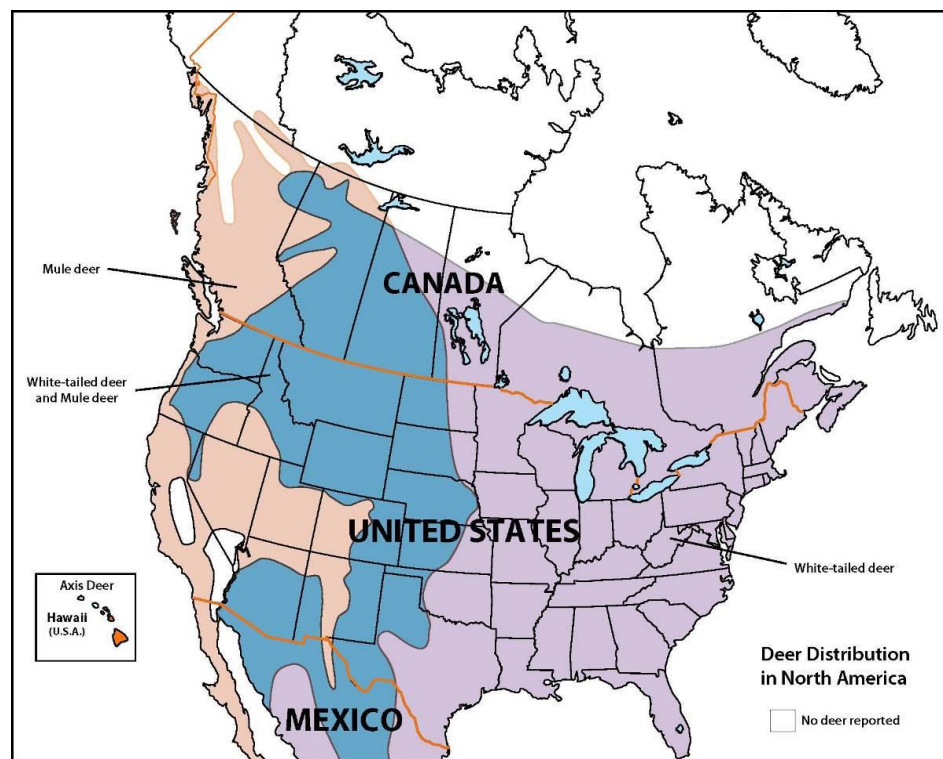 CANADA
Mule deer
White-tailed deer
and Mule deer
UNITED STATES
White-tailed deer
Axis Deer
Hawaii
(U.S.A.)
MEXICO
Deer Distribution
in North America
No deer reported